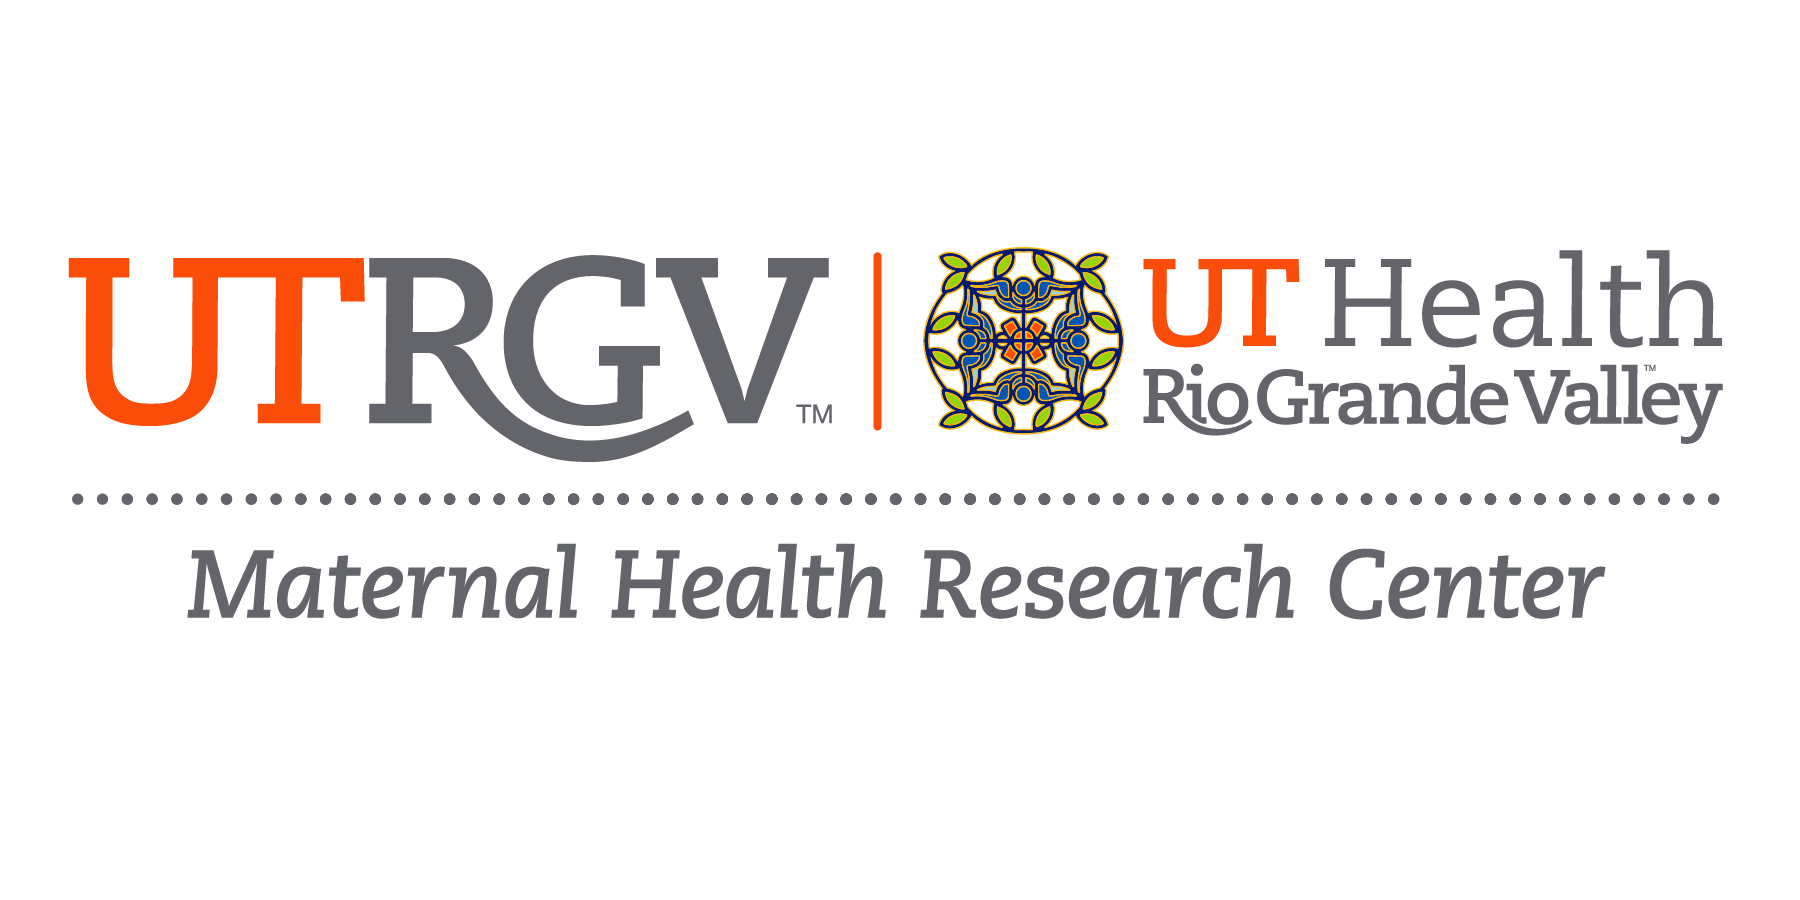 UTRGV™
UT Health
Rio Grande Valley™
Maternal Health Research Center